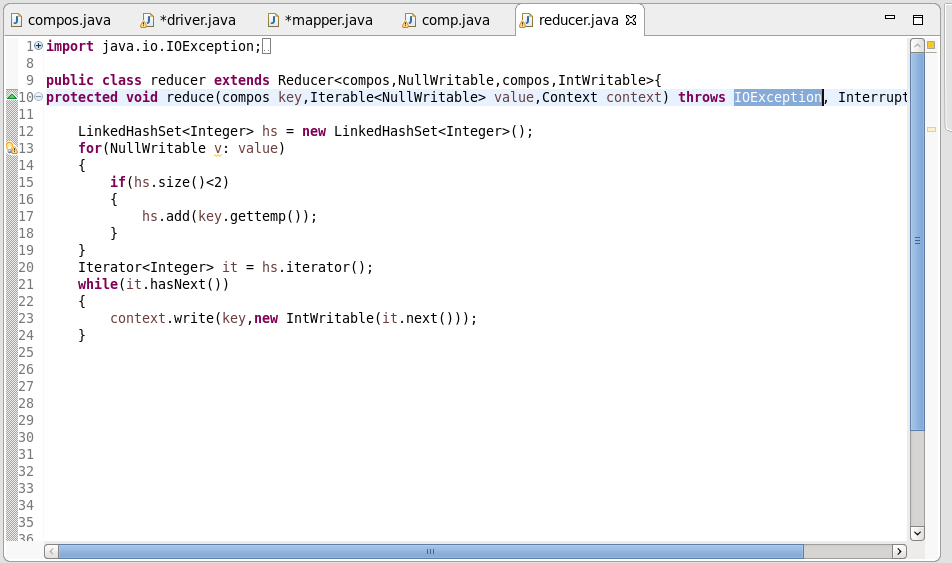 compos.java *driver.java *mapper.java comp.java reducer.java
1 import java.io.IOException;
8
9 public class reducer extends Reducer<compos,NullWritable,compos,IntWritable>{
10 protected void reduce(compos key,Iterable<NullWritable> value,Context context) throws IOException, Interrupt
11
12 LinkedHashSet<Integer> hs = new LinkedHashSet<Integer>();
13 for(NullWritable v: value)
14 {
15 if(hs.size()<2)
16 {
17 hs.add(key.gettemp());
18 }
19 }
20 Iterator<Integer> it = hs.iterator();
21 while(it.hasNext())
22 {
23 context.write(key,new IntWritable(it.next()));
24 }
25
26
27
28
29
30
31
32
33
34
35
36